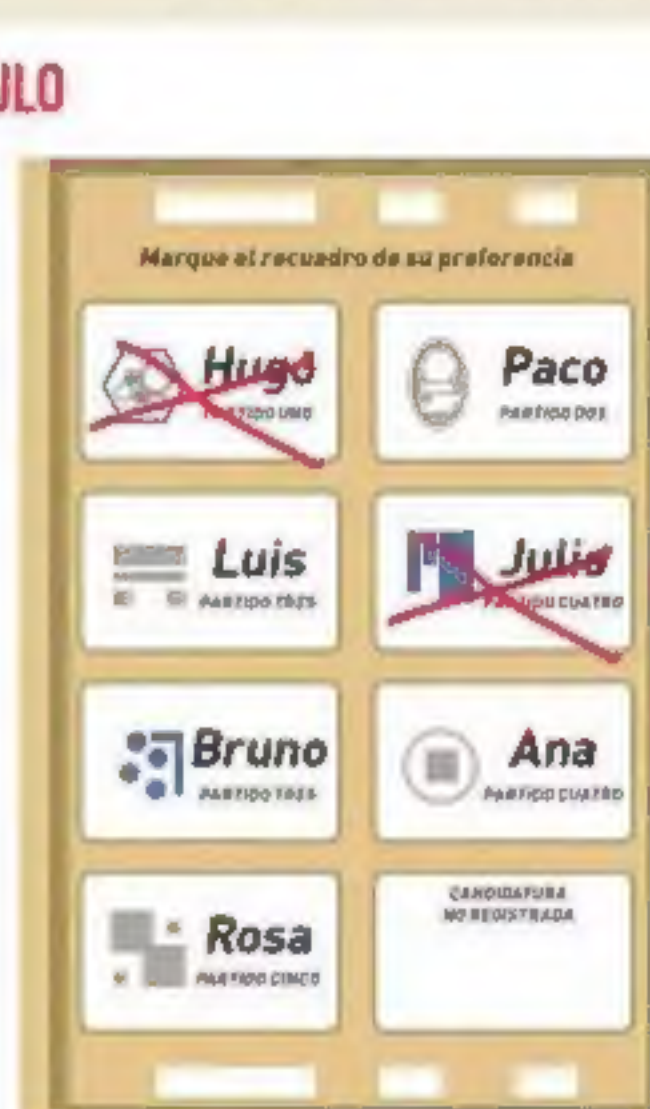 ULO
Marque el recuadro de su preferencia
Hugo
PARTIDO UNO
Paco
PARTIDO DOS
Luis
PARTIDO TRES
Julio
PARTIDO CUATRO
Bruno
PARTIDO TRES
Ana
PARTIDO CUATRO
Rosa
PARTIDO CINCO
CANDIDATURA
NO REGISTRADA